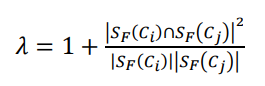 λ = 1 + |S_F(C_i)∩S_F(C_j)|² / |S_F(C_i)||S_F(C_j)|